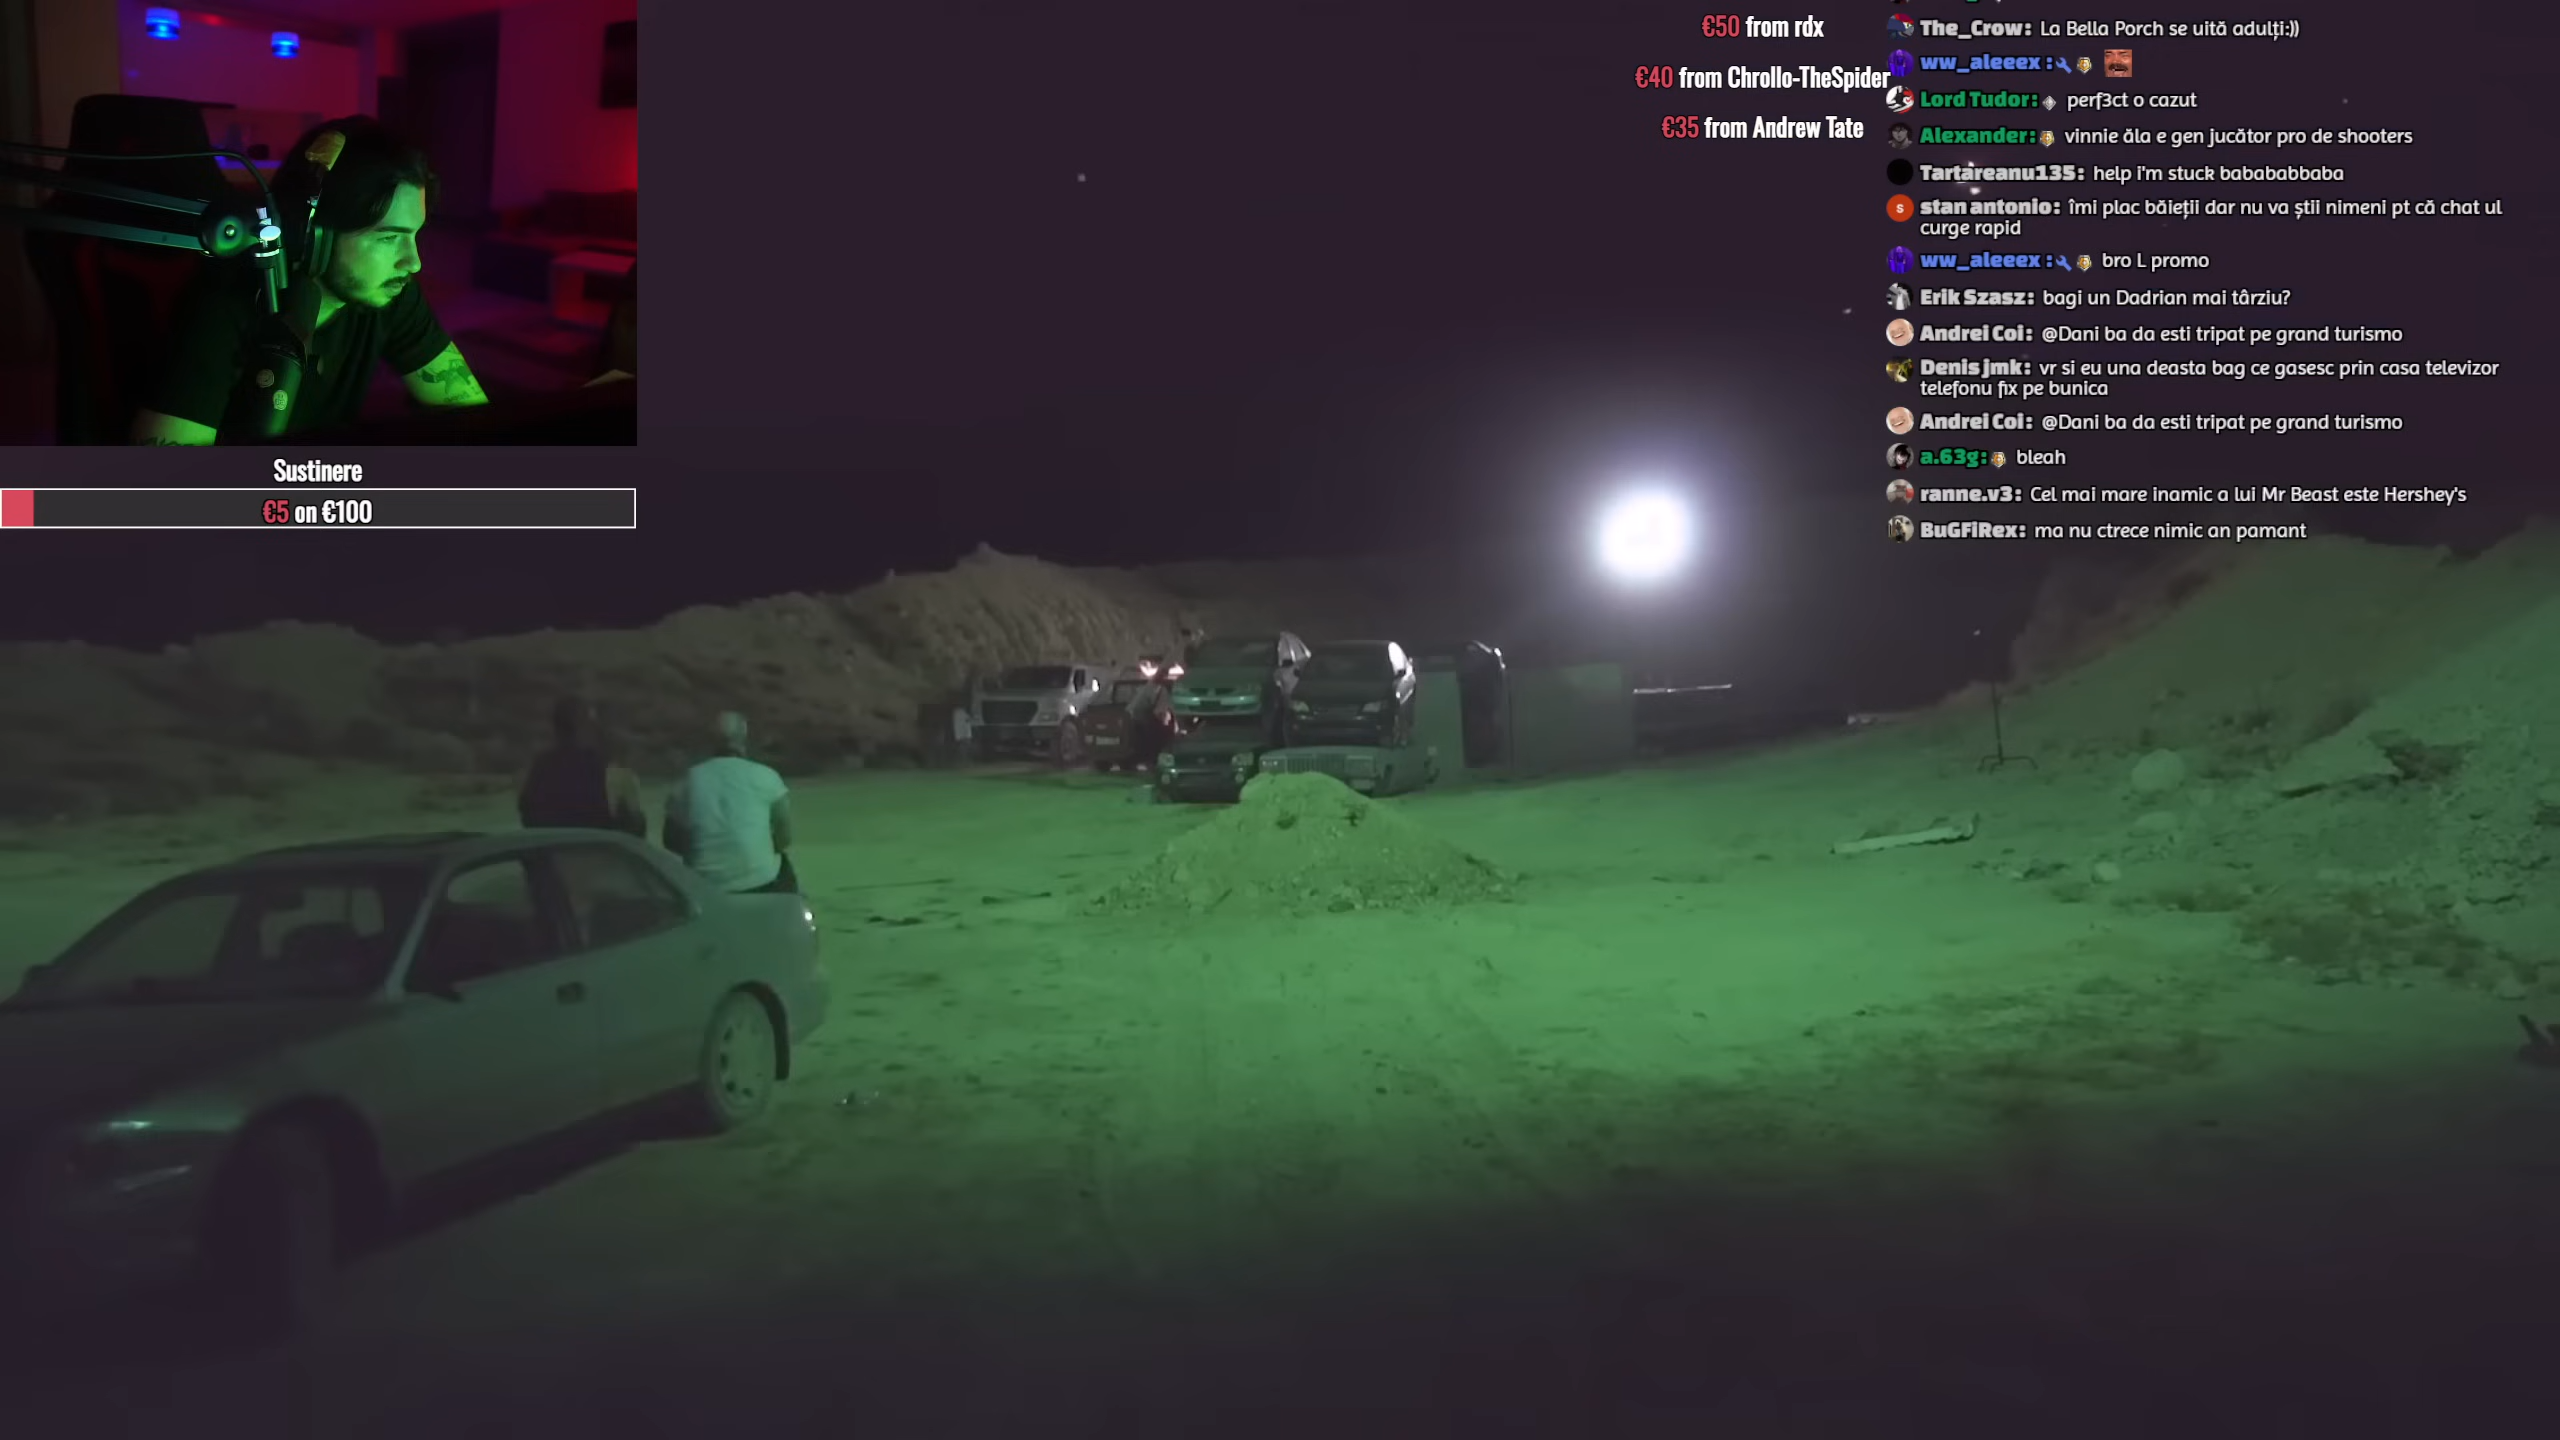 €50 from rdx
€40 from Chrollo-TheSpider
€35 from Andrew Tate
Sustinere
€5 on €100
The_Crow: La Bella Porch se uită adulți:))
ww_aleeex :
Lord Tudor: perf3ct o cazut
Alexander: vinnie ăla e gen jucător pro de shooters
Tartareanu135: help i'm stuck babababbaba
stan antonio: îmi plac băieții dar nu va știi nimeni pt că chat ul
curge rapid
ww_aleeex : bro L promo
Erik Szasz: bagi un Dadrian mai târziu?
Andrei Coi: @Dani ba da esti tripat pe grand turismo
Denis jmk: vr si eu una deasta bag ce gasesc prin casa televizor
telefonu fix pe bunica
Andrei Coi: @Dani ba da esti tripat pe grand turismo
a.63g: bleah
ranne.v3: Cel mai mare inamic a lui Mr Beast este Hershey's
BuGFiRex: ma nu ctrece nimic an pamant